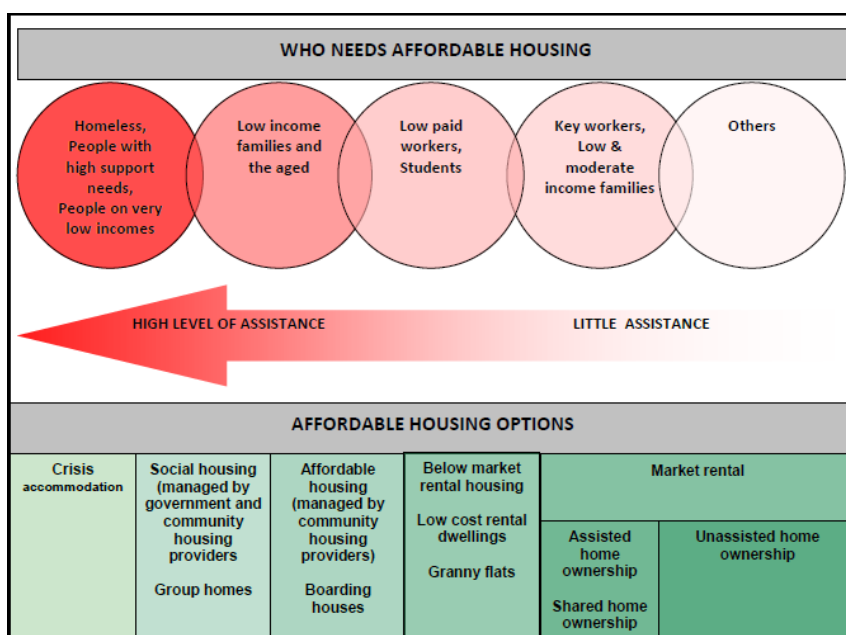 WHO NEEDS AFFORDABLE HOUSING
Homeless,
People with
high support
needs,
People on very
low incomes
Low income
families and
the aged
Low paid
workers,
Students
Key workers,
Low &
moderate
income families
Others
HIGH LEVEL OF ASSISTANCE
LITTLE ASSISTANCE
AFFORDABLE HOUSING OPTIONS
Crisis
accommodation
Social housing
(managed by
government and
community
housing
providers
Group homes
Affordable
housing
(managed by
community
housing
providers)
Boarding
houses
Below market
rental housing
Low cost rental
dwellings
Granny flats
Market rental
Assisted
home
ownership
Shared home
ownership
Unassisted home
ownership